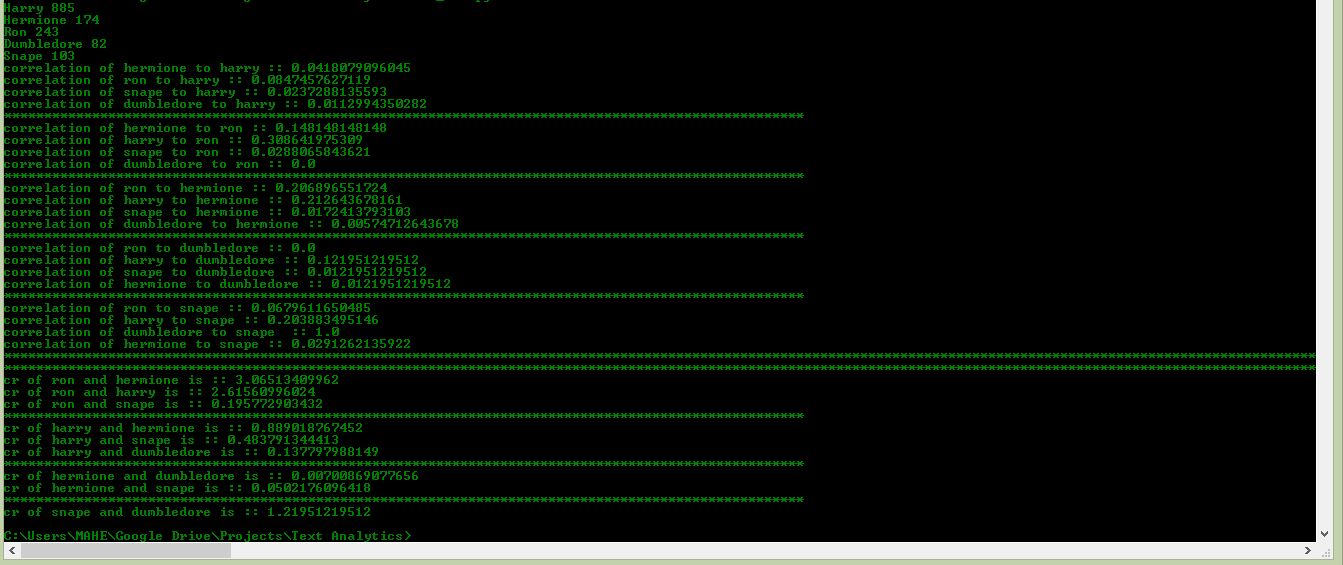 Harry 885
Hermione 174
Ron 243
Dumbledore 82
Snape 103
correlation of hermione to harry :: 0.0418079096045
correlation of ron to harry :: 0.0847457627119
correlation of snape to harry :: 0.0237288135593
correlation of dumbledore to harry :: 0.0112994350282
****************************************************************************************************
correlation of hermione to ron :: 0.148148148148
correlation of harry to ron :: 0.308641975309
correlation of snape to ron :: 0.0288065843621
correlation of dumbledore to ron :: 0.0
****************************************************************************************************
correlation of ron to hermione :: 0.206896551724
correlation of harry to hermione :: 0.212643678161
correlation of snape to hermione :: 0.0172413793103
correlation of dumbledore to hermione :: 0.00574712643678
****************************************************************************************************
correlation of ron to dumbledore :: 0.0
correlation of harry to dumbledore :: 0.121951219512
correlation of snape to dumbledore :: 0.0121951219512
correlation of hermione to dumbledore :: 0.0121951219512
****************************************************************************************************
correlation of ron to snape :: 0.0679611650485
correlation of harry to snape :: 0.203883495146
correlation of dumbledore to snape  :: 1.0
correlation of hermione to snape :: 0.0291262135922
********************************************************************************************************************************************************************
********************************************************************************************************************************************************************
cr of ron and hermione is :: 3.06513409962
cr of ron and harry is :: 2.61560996024
cr of ron and snape is :: 0.195772903432
****************************************************************************************************
cr of harry and hermione is :: 0.889018767452
cr of harry and snape is :: 0.483791344413
cr of harry and dumbledore is :: 0.137797988149
****************************************************************************************************
cr of hermione and dumbledore is :: 0.00700869077656
cr of hermione and snape is :: 0.0502176096418
****************************************************************************************************
cr of snape and dumbledore is :: 1.21951219512
C:\Users\MAHE\Google Drive\Projects\Text Analytics>